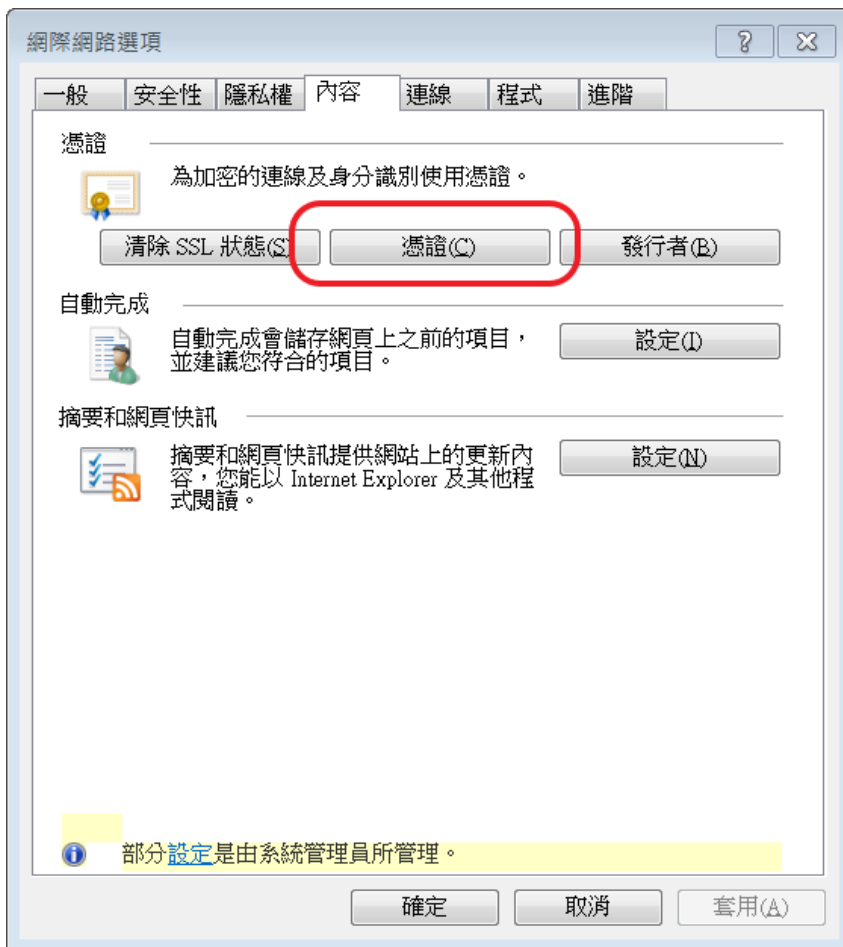 網際網路選項
一般 安全性 隱私權 內容 連線 程式 進階
憑證
為加密的連線及身分識別使用憑證。
清除 SSL 狀態(S) 憑證(C) 發行者(B)
自動完成
自動完成會儲存網頁上之前的項目，
並建議您符合的項目。
設定(I)
摘要和網頁快訊
摘要和網頁快訊提供網站上的更新內
容，您能以 Internet Explorer 及其他程
式閱讀。
設定(N)
部分設定是由系統管理員所管理。
確定 取消 套用(A)